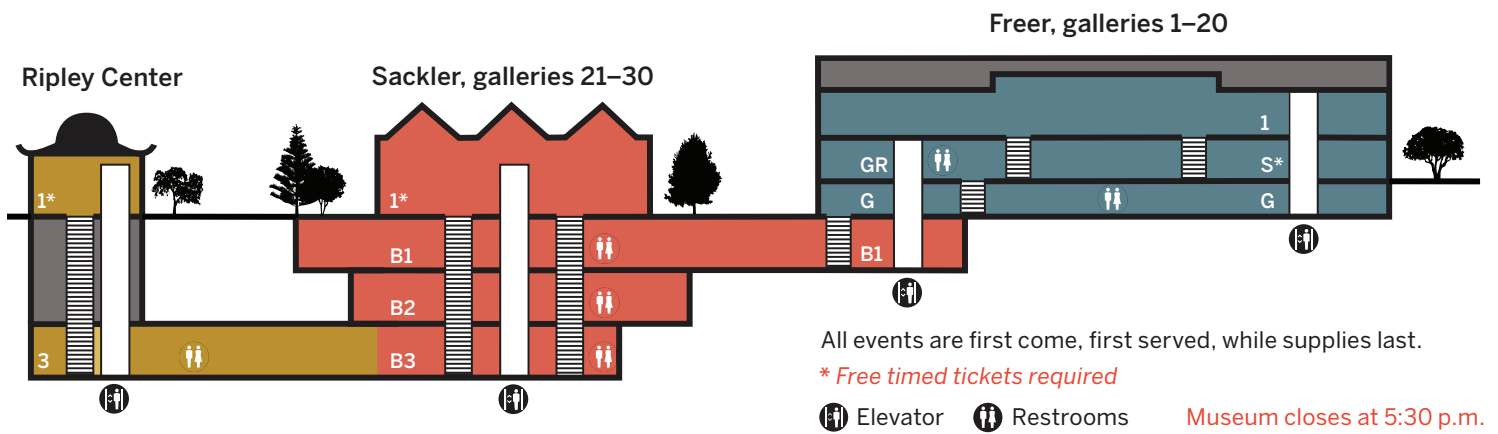 Freer, galleries 1–20
Ripley Center
Sackler, galleries 21–30
1
GR
S*
1*
1*
G
G
B1
B1
B2
3
B3
All events are first come, first served, while supplies last.
* Free timed tickets required
Elevator
Restrooms
Museum closes at 5:30 p.m.